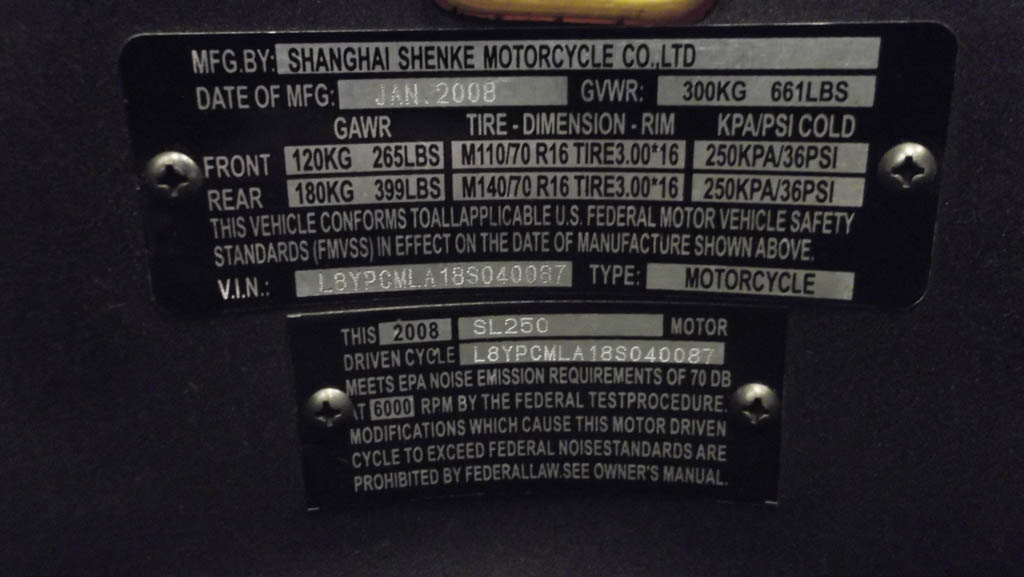 MFG.BY: SHANGHAI SHENKE MOTORCYCLE CO.,LTD
DATE OF MFG: JAN.2008 GVWR: 300KG 661LBS
GAWR TIRE - DIMENSION - RIM KPA/PSI COLD
FRONT 120KG 265LBS M110/70 R16 TIRE3.00*16 250KPA/36PSI
REAR 180KG 399LBS M140/70 R16 TIRE3.00*16 250KPA/36PSI
THIS VEHICLE CONFORMS TOALLAPPLICABLE U.S. FEDERAL MOTOR VEHICLE SAFETY
STANDARDS (FMVSS) IN EFFECT ON THE DATE OF MANUFACTURE SHOWN ABOVE.
V.I.N.: L8YPCMLA18S040087 TYPE: MOTORCYCLE
THIS 2008 SL250 MOTOR
DRIVEN CYCLE L8YPCMLA18S040087
MEETS EPA NOISE EMISSION REQUIREMENTS OF 70 DB
AT 6000 RPM BY THE FEDERAL TESTPROCEDURE.
MODIFICATIONS WHICH CAUSE THIS MOTOR DRIVEN
CYCLE TO EXCEED FEDERAL NOISESTANDARDS ARE
PROHIBITED BY FEDERALLAW.SEE OWNER'S MANUAL.